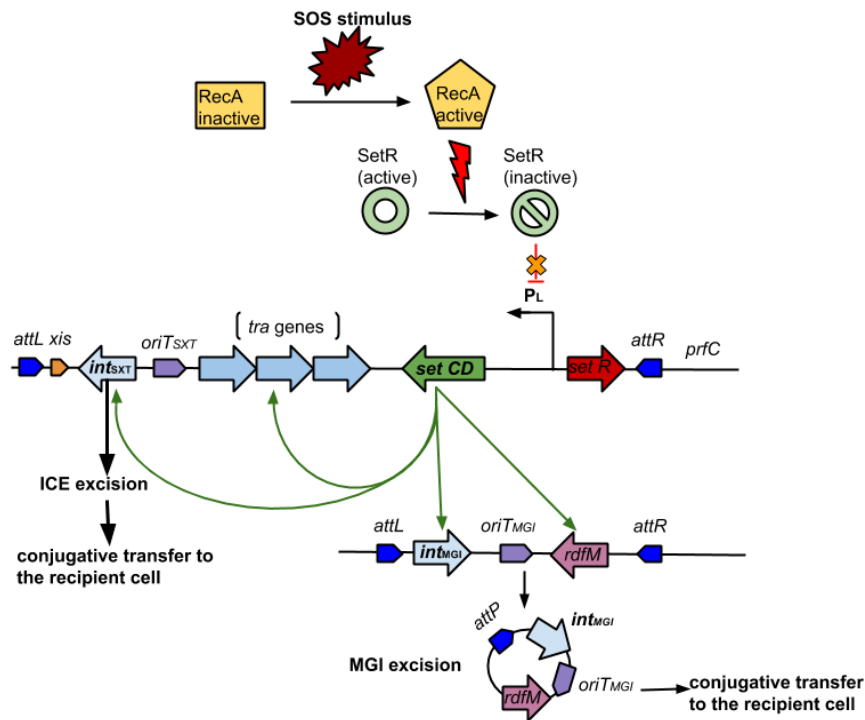 SOS stimulus
RecA
inactive
RecA
active
SetR
(active)
SetR
(inactive)
PL
attL xis
oriTSXT
( tra genes )
attR
prfC
intSXT
set CD
set R
ICE excision
conjugative transfer to
the recipient cell
attL
oriTMGI
attR
intMGI
rdfM
attP
intMGI
MGI excision
rdfM
oriTMGI
conjugative transfer
to the recipient cell